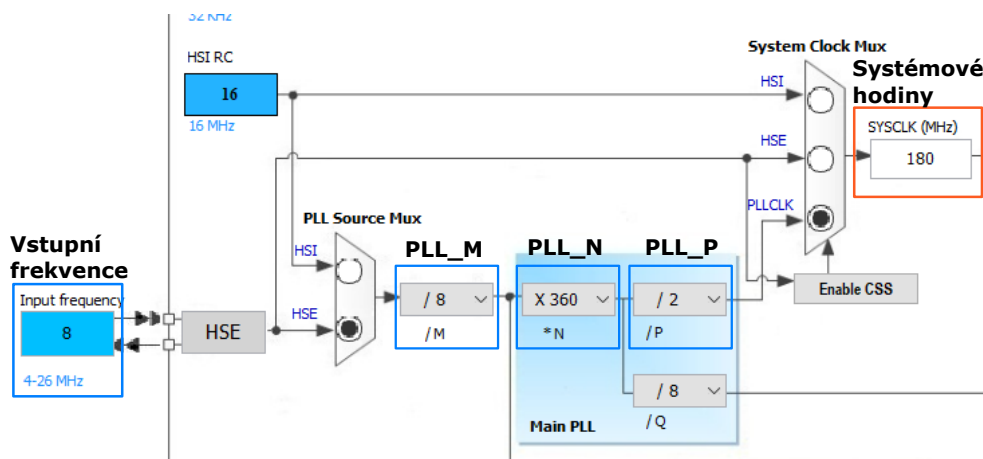 32 KHz
HSI RC
16
16 MHz
System Clock Mux
HSI
HSE
PLLCLK
Systémové
hodiny
SYSCLK (MHz)
180
Enable CSS
PLL Source Mux
HSI
HSE
Vstupní
frekvence
Input frequency
8
4-26 MHz
HSE
PLL_M
/ 8
/ M
PLL_N
X 360
* N
PLL_P
/ 2
/ P
/ 8
/ Q
Main PLL